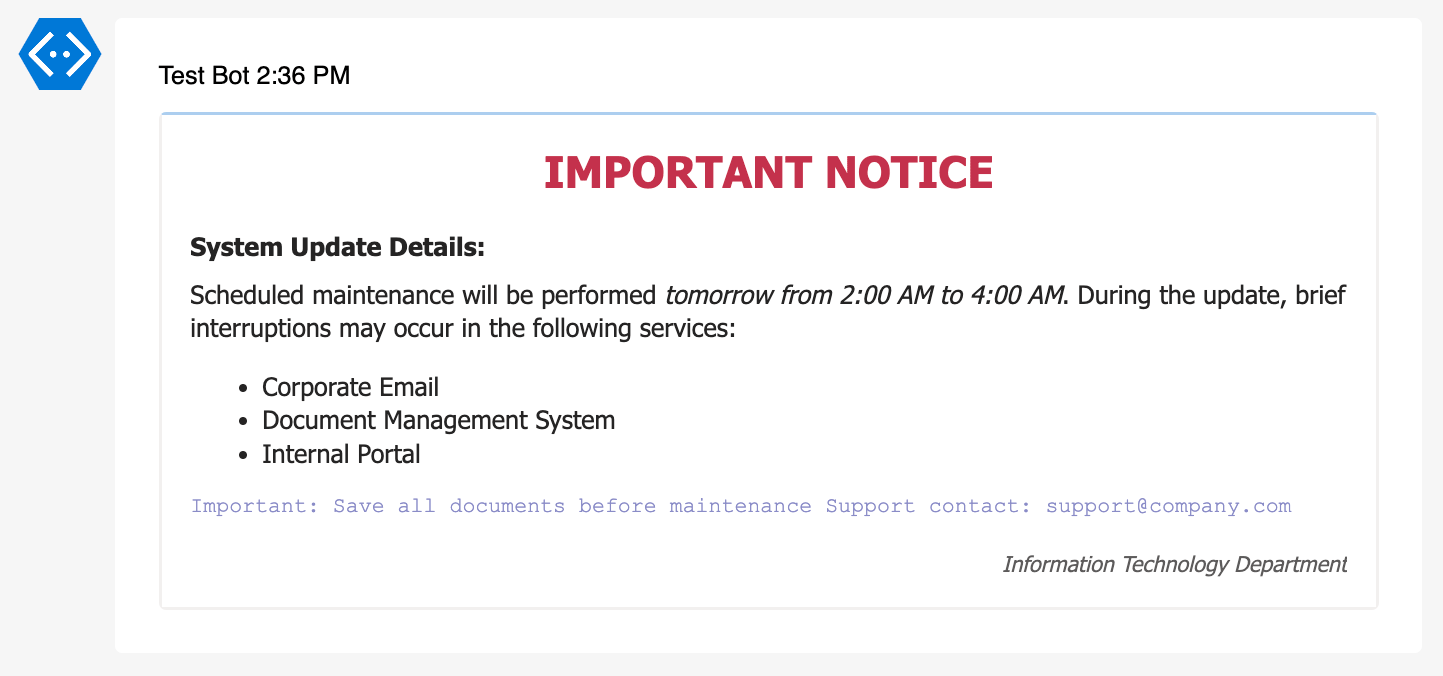 Test Bot 2:36 PM
IMPORTANT NOTICE
System Update Details:
Scheduled maintenance will be performed tomorrow from 2:00 AM to 4:00 AM. During the update, brief
interruptions may occur in the following services:
• Corporate Email
• Document Management System
• Internal Portal
Important: Save all documents before maintenance Support contact: support@company.com
Information Technology Department